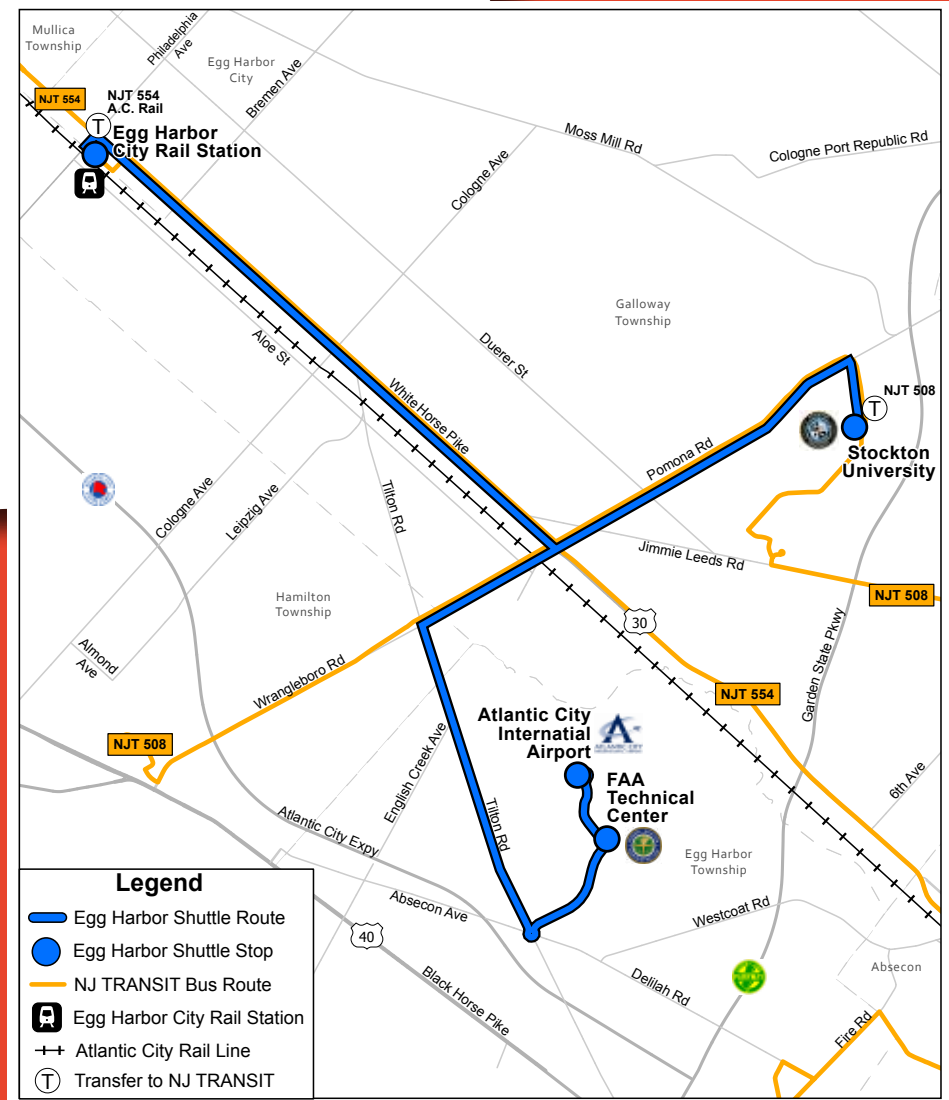 Mullica
Township
Philadelphia
Ave
Egg Harbor
City
Bremen Ave
NJT 554
NJT 554
A.C. Rail
T
Egg Harbor
City Rail Station
Moss Mill Rd
Cologne Port Republic Rd
Cologne Ave
Galloway
Township
Aloe St
Duerer St
White Horse Pike
NJT 508
T
Stockton
University
Pomona Rd
Cologne Ave
Leipzig Ave
Tilton Rd
Jimmie Leeds Rd
NJT 508
Hamilton
Township
30
Garden State Pkwy
Almond
Ave
Wrangleboro Rd
NJT 554
NJT 508
Atlantic City
Internatial
Airport
English Creek Ave
FAA
Technical
Center
6th Ave
Tilton Rd
Atlantic City Expy
Egg Harbor
Township
Absecon Ave
Westcoat Rd
40
Absecon
Delilah Rd
Black Horse Pike
Fire Rd
Legend
Egg Harbor Shuttle Route
Egg Harbor Shuttle Stop
NJ TRANSIT Bus Route
Egg Harbor City Rail Station
Atlantic City Rail Line
T Transfer to NJ TRANSIT